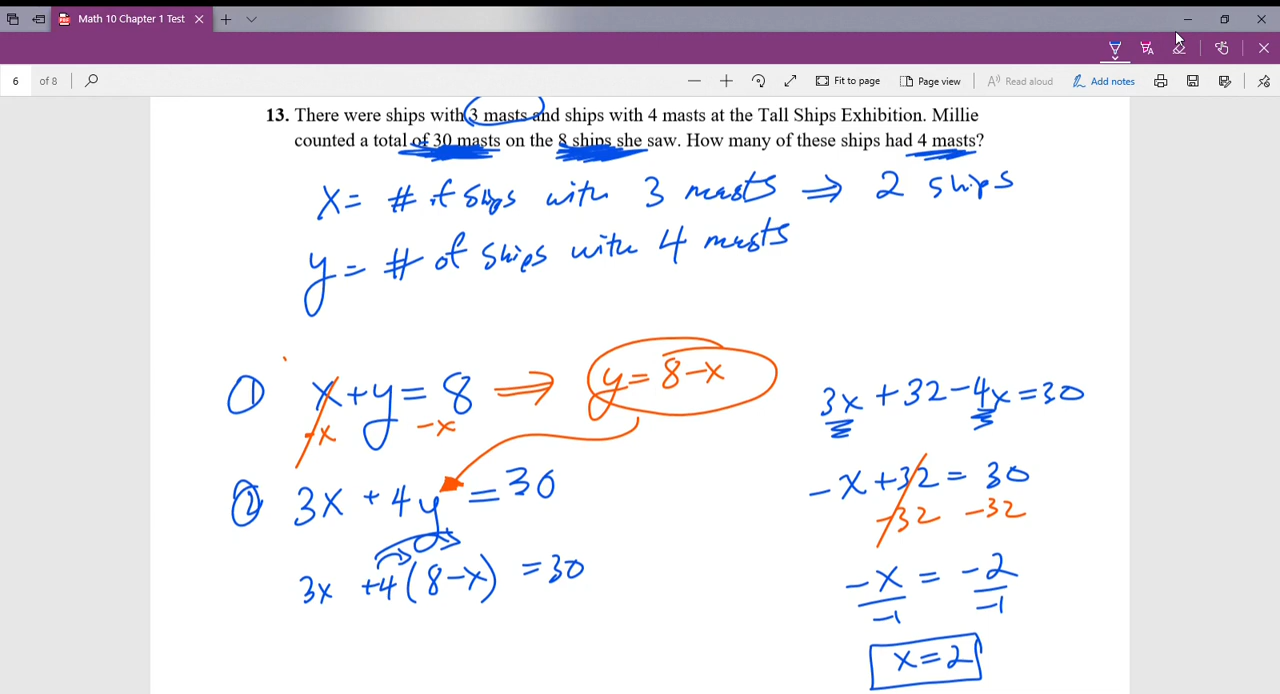 Math 10 Chapter 1 Test
6 of 8
Fit to page
Page view
Read aloud
Add notes
13. There were ships with 3 masts and ships with 4 masts at the Tall Ships Exhibition. Millie
counted a total of 30 masts on the 8 ships she saw. How many of these ships had 4 masts?
x = # of ships with 3 masts ⇒ 2 ships
y = # of ships with 4 masts
① x + y = 8 ⇒ y = 8 - x
-x -x
② 3x + 4y = 30
3x + 4(8 - x) = 30
3x + 32 - 4x = 30
-x + 32 = 30
-32 -32
-x = -2
-1 -1
x = 2